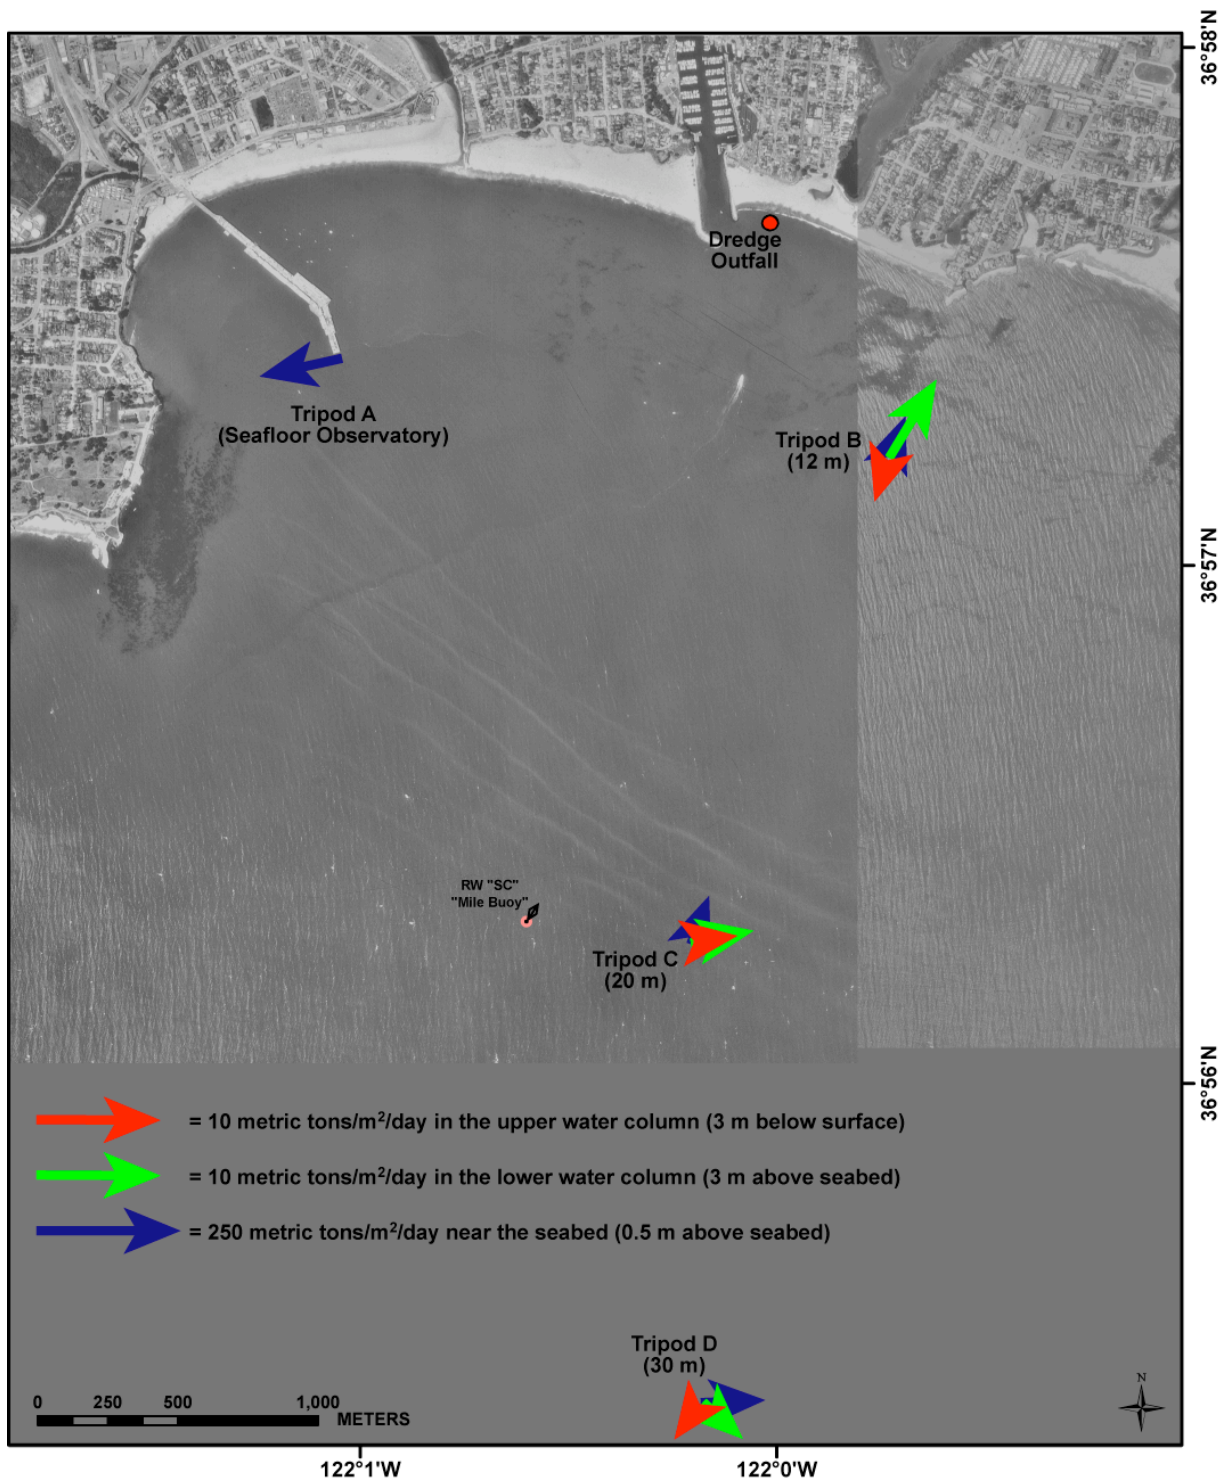 36°58'N
Dredge
Outfall
Tripod A
(Seafloor Observatory)
Tripod B
(12 m)
36°57'N
RW "SC"
"Mile Buoy"
Tripod C
(20 m)
36°56'N
= 10 metric tons/m²/day in the upper water column (3 m below surface)
= 10 metric tons/m²/day in the lower water column (3 m above seabed)
= 250 metric tons/m²/day near the seabed (0.5 m above seabed)
Tripod D
(30 m)
0 250 500 1,000
METERS
N
122°1'W 122°0'W